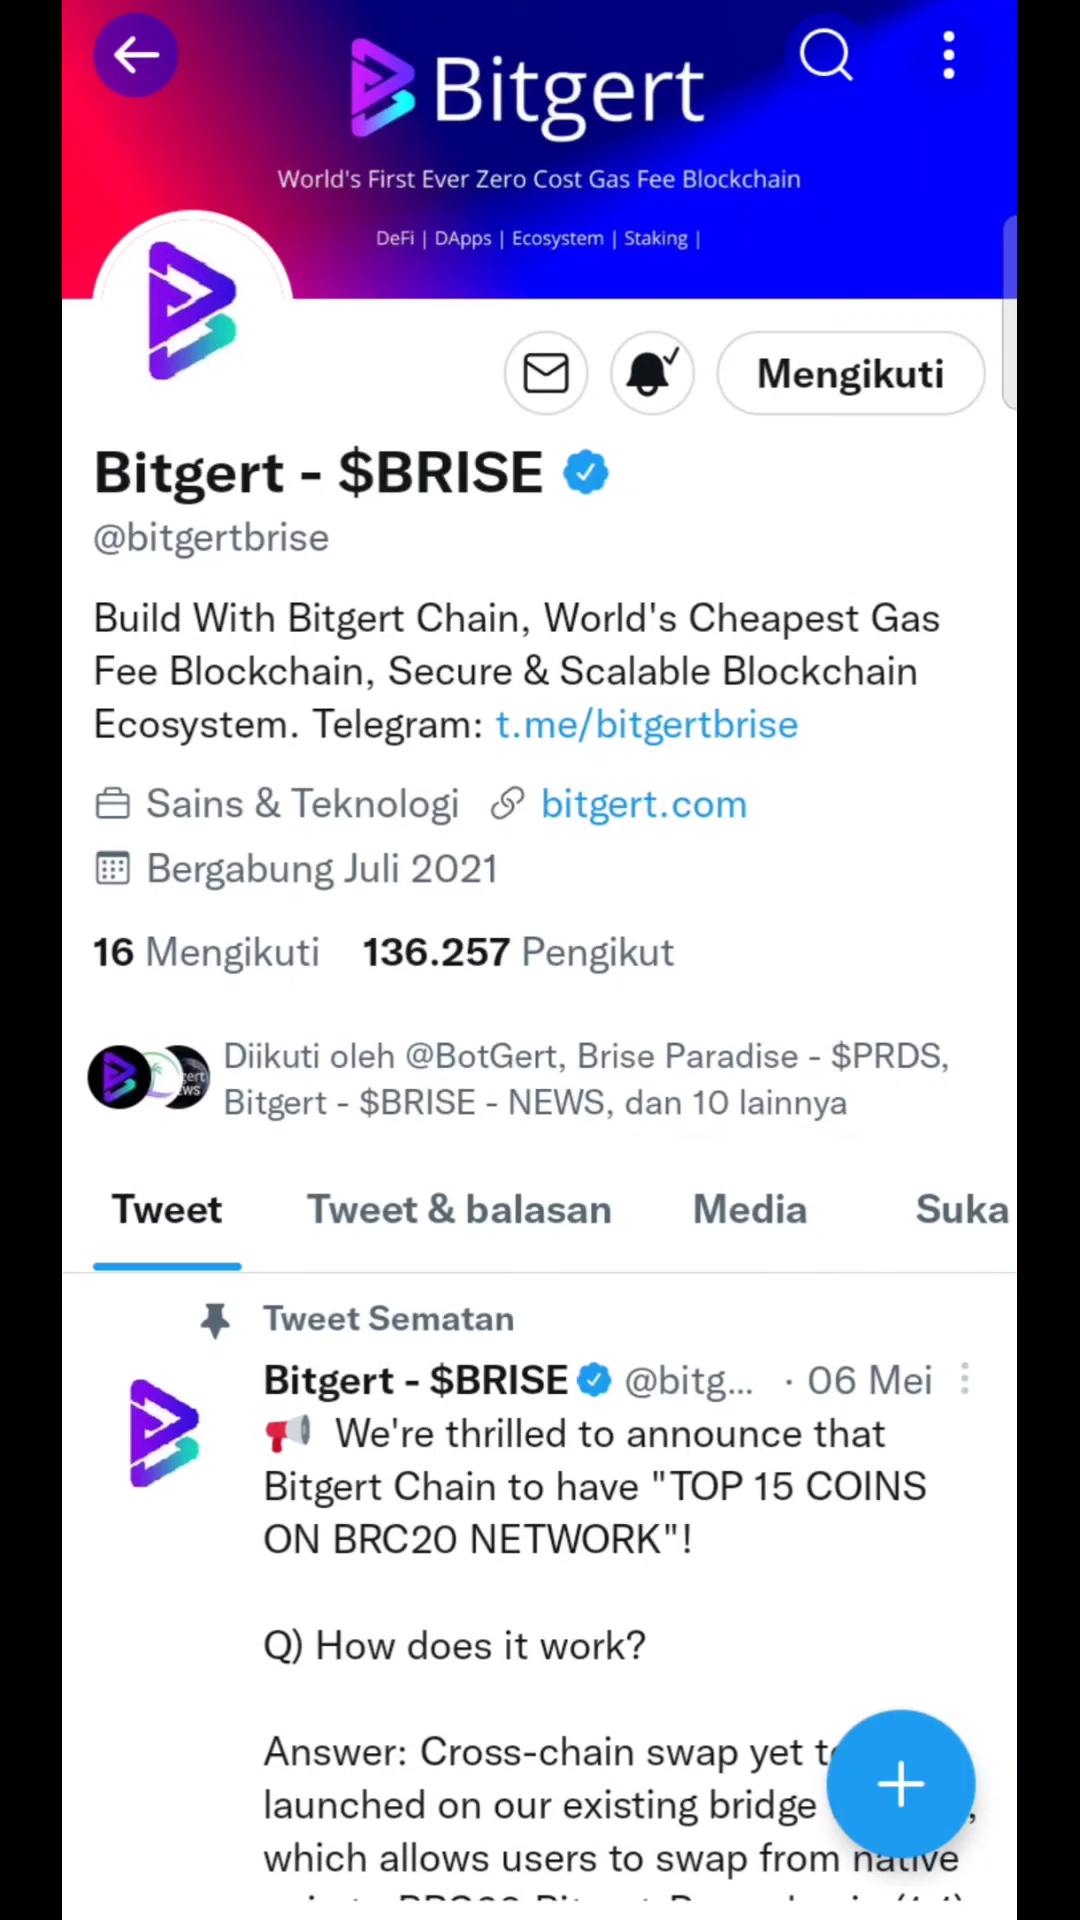 Bitgert
World's First Ever Zero Cost Gas Fee Blockchain
DeFi | DApps | Ecosystem | Staking |
Mengikuti
Bitgert - $BRISE
@bitgertbrise
Build With Bitgert Chain, World's Cheapest Gas
Fee Blockchain, Secure & Scalable Blockchain
Ecosystem. Telegram: t.me/bitgertbrise
Sains & Teknologi bitgert.com
Bergabung Juli 2021
16 Mengikuti 136.257 Pengikut
Diikuti oleh @BotGert, Brise Paradise - $PRDS,
Bitgert - $BRISE - NEWS, dan 10 lainnya
Tweet Tweet & balasan Media Suka
Tweet Sematan
Bitgert - $BRISE @bitg... · 06 Mei
We're thrilled to announce that
Bitgert Chain to have "TOP 15 COINS
ON BRC20 NETWORK"!
Q) How does it work?
Answer: Cross-chain swap yet
launched on our existing bridge
which allows users to swap from native